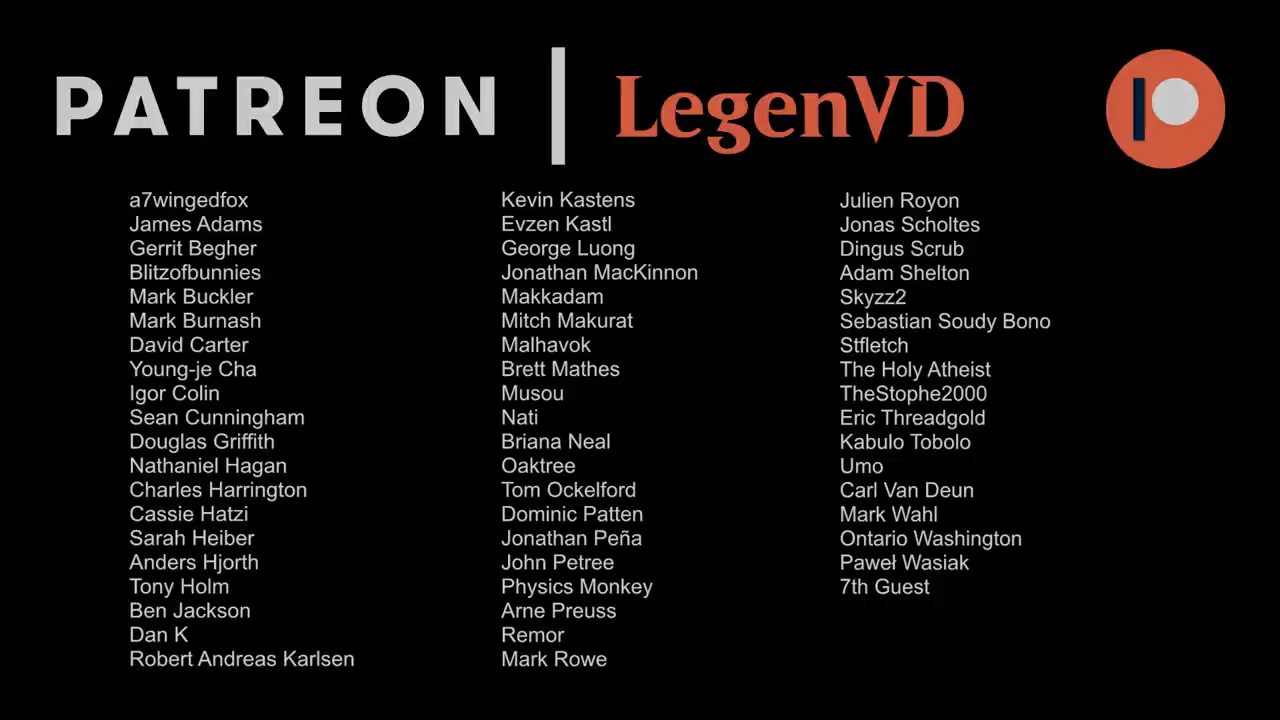 PATREON | LegenVD
a7wingedfox
James Adams
Gerrit Begher
Blitzofbunnies
Mark Buckler
Mark Burnash
David Carter
Young-je Cha
Igor Colin
Sean Cunningham
Douglas Griffith
Nathaniel Hagan
Charles Harrington
Cassie Hatzi
Sarah Heiber
Anders Hjorth
Tony Holm
Ben Jackson
Dan K
Robert Andreas Karlsen
Kevin Kastens
Evzen Kastl
George Luong
Jonathan MacKinnon
Makkadam
Mitch Makurat
Malhavok
Brett Mathes
Musou
Nati
Briana Neal
Oaktree
Tom Ockelford
Dominic Patten
Jonathan Peña
John Petree
Physics Monkey
Arne Preuss
Remor
Mark Rowe
Julien Royon
Jonas Scholtes
Dingus Scrub
Adam Shelton
Skyzz2
Sebastian Soudy Bono
Stfletch
The Holy Atheist
TheStophe2000
Eric Threadgold
Kabulo Tobolo
Umo
Carl Van Deun
Mark Wahl
Ontario Washington
Paweł Wasiak
7th Guest